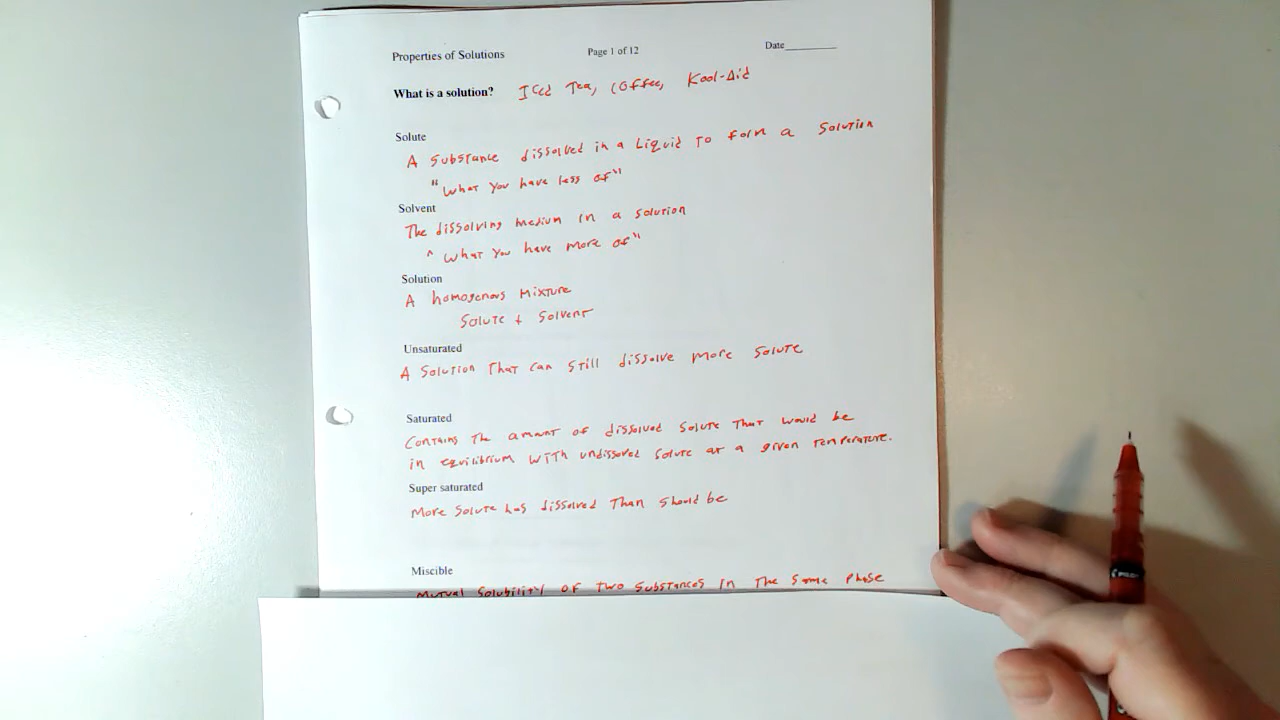 Properties of Solutions Page 1 of 12 Date________
What is a solution? Iced Tea, Coffee, Kool-Aid
Solute
A substance dissolved in a Liquid To form a Solution
"What you have less of"
Solvent
The dissolving medium in a solution
"What you have more of"
Solution
A homogenous Mixture
Solute + Solvent
Unsaturated
A Solution That can still dissolve more solute
Saturated
Contains The amount of dissolved solute That would be
in equilibrium with undissoved solute at a given Temperature.
Super saturated
More solute has dissolved Than should be
Miscible
Mutual Solubility of Two Substances In The Same Phase
PILOT